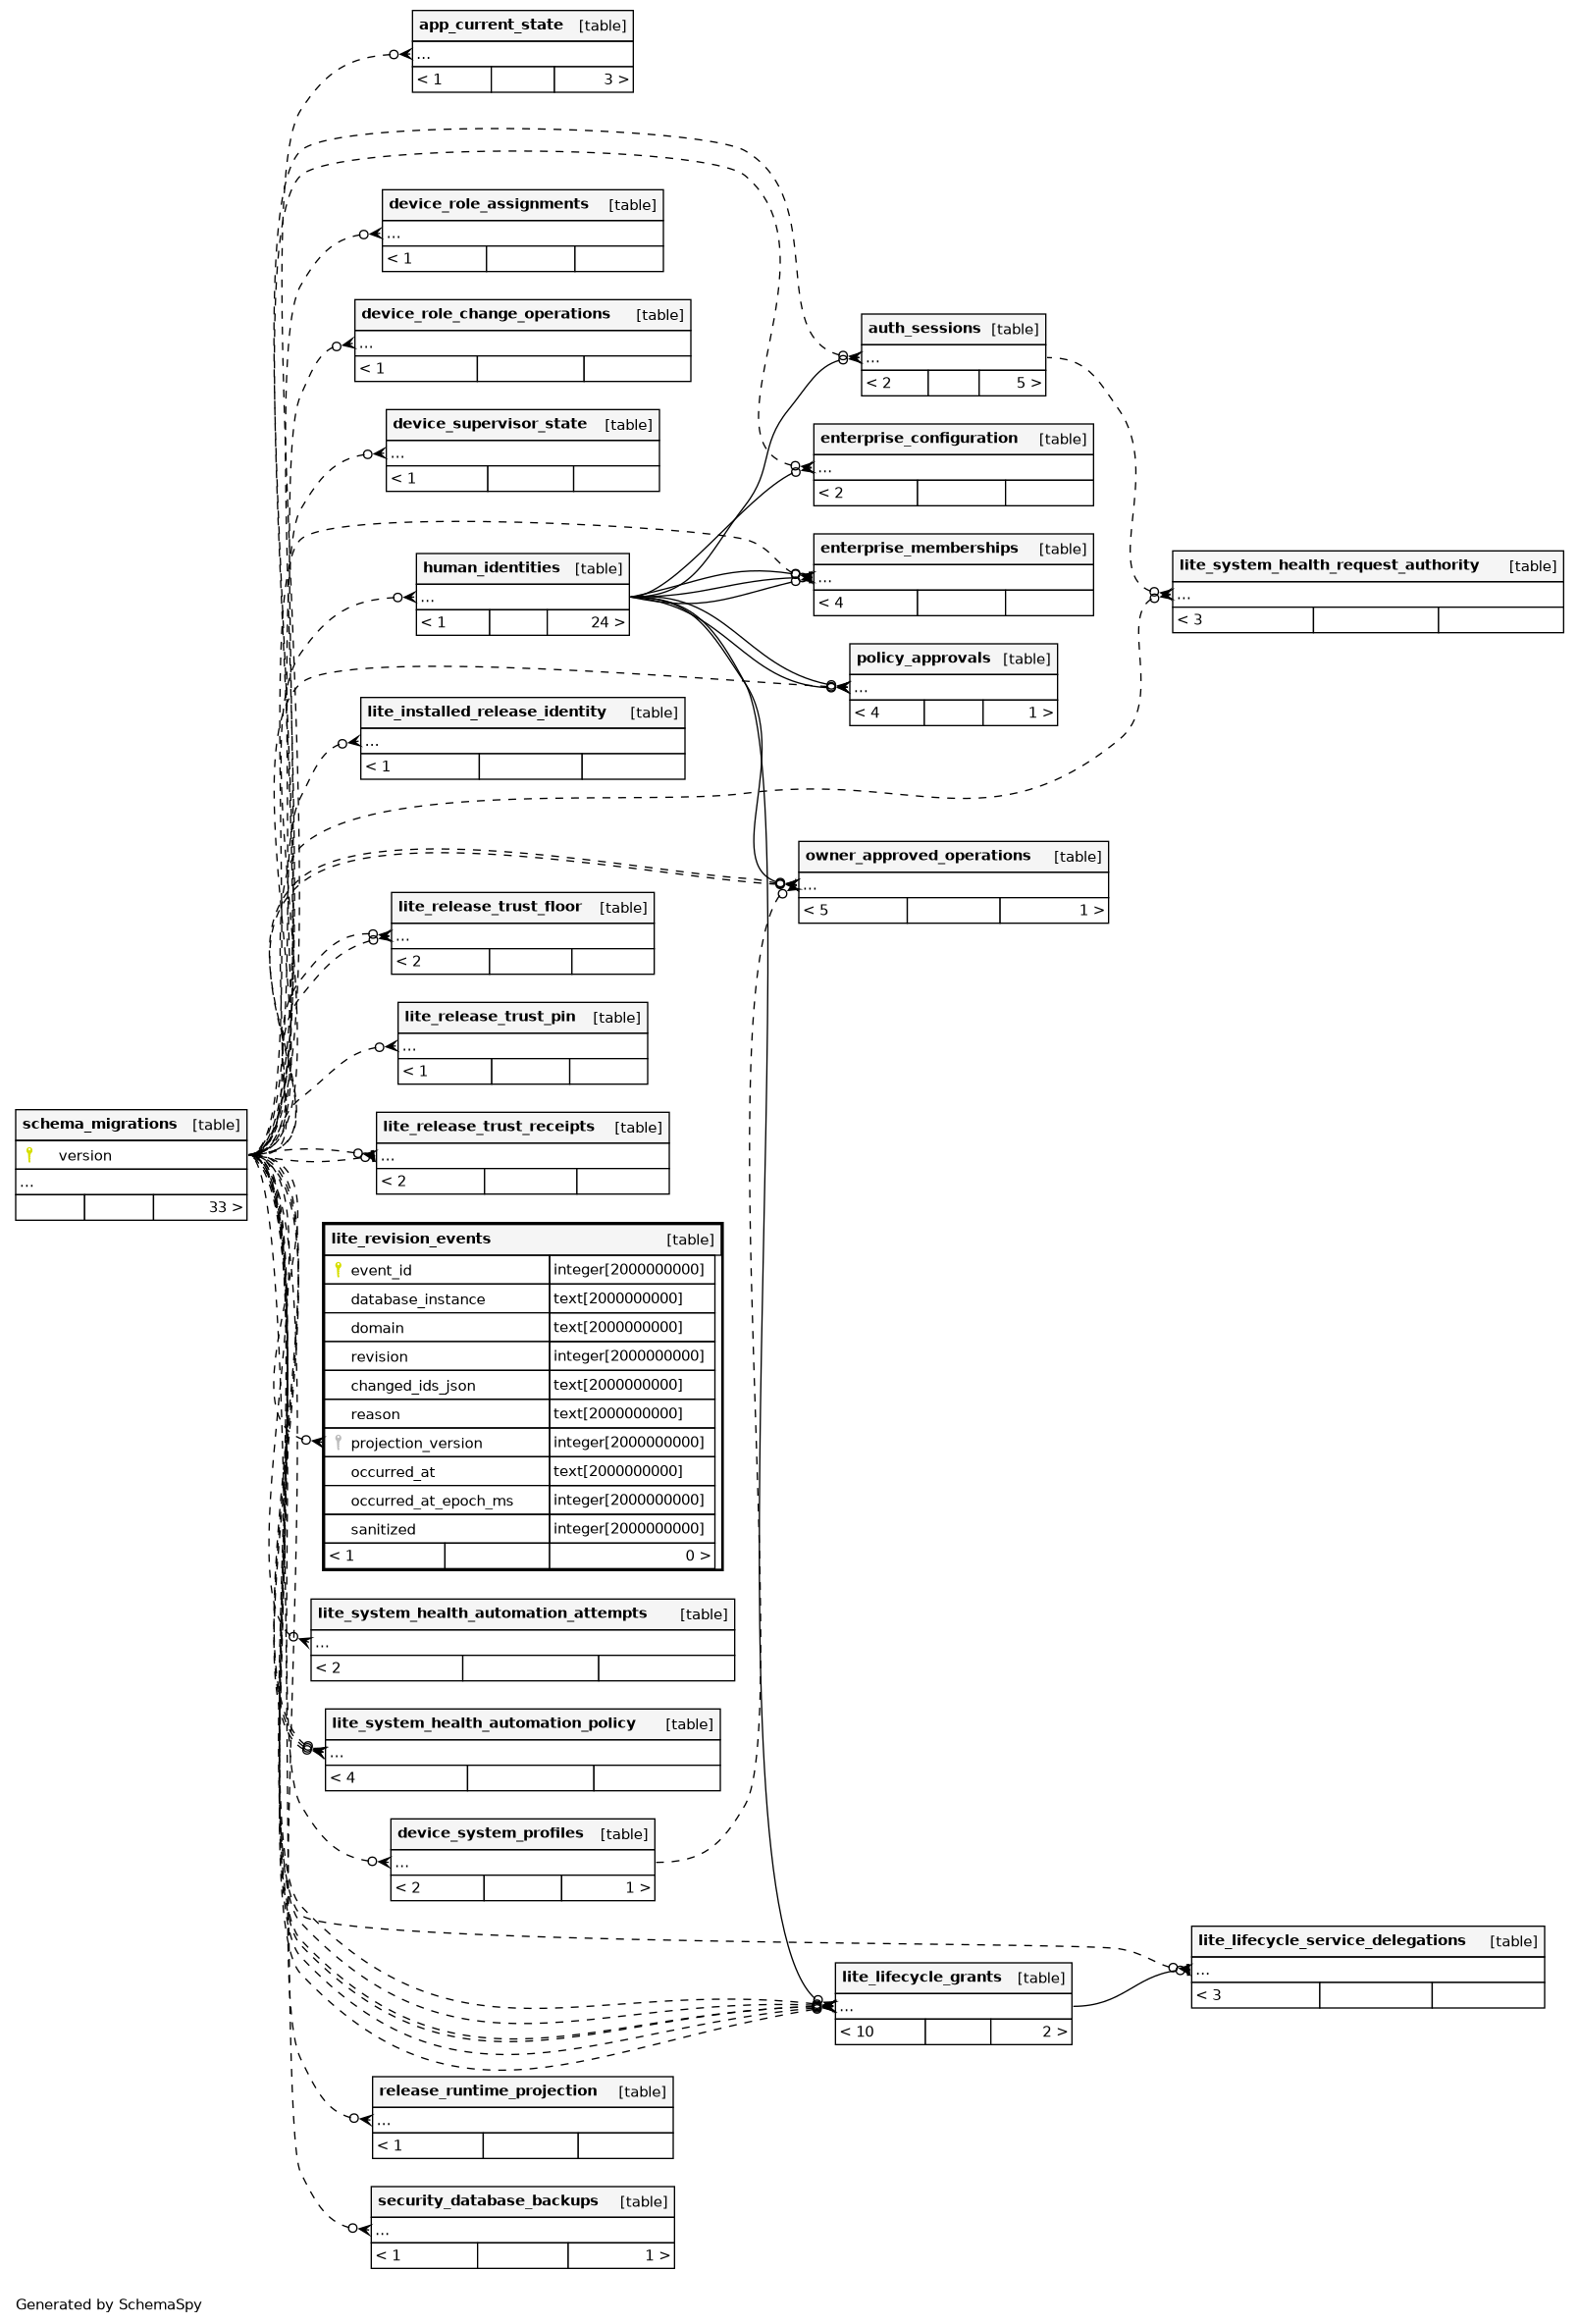 app_current_state [table]
...
< 1 3 >
device_role_assignments [table]
...
< 1
device_role_change_operations [table]
...
< 1
auth_sessions [table]
...
< 2 5 >
device_supervisor_state [table]
...
< 1
enterprise_configuration [table]
...
< 2
human_identities [table]
...
< 1 24 >
enterprise_memberships [table]
...
< 4
lite_system_health_request_authority [table]
...
< 3
policy_approvals [table]
...
< 4 1 >
lite_installed_release_identity [table]
...
< 1
owner_approved_operations [table]
...
< 5 1 >
lite_release_trust_floor [table]
...
< 2
lite_release_trust_pin [table]
...
< 1
schema_migrations [table]
version
...
33 >
lite_release_trust_receipts [table]
...
< 2
lite_revision_events [table]
event_id integer[2000000000]
database_instance text[2000000000]
domain text[2000000000]
revision integer[2000000000]
changed_ids_json text[2000000000]
reason text[2000000000]
projection_version integer[2000000000]
occurred_at text[2000000000]
occurred_at_epoch_ms integer[2000000000]
sanitized integer[2000000000]
< 1 0 >
lite_system_health_automation_attempts [table]
...
< 2
lite_system_health_automation_policy [table]
...
< 4
device_system_profiles [table]
...
< 2 1 >
lite_lifecycle_service_delegations [table]
...
< 3
lite_lifecycle_grants [table]
...
< 10 2 >
release_runtime_projection [table]
...
< 1
security_database_backups [table]
...
< 1 1 >
Generated by SchemaSpy